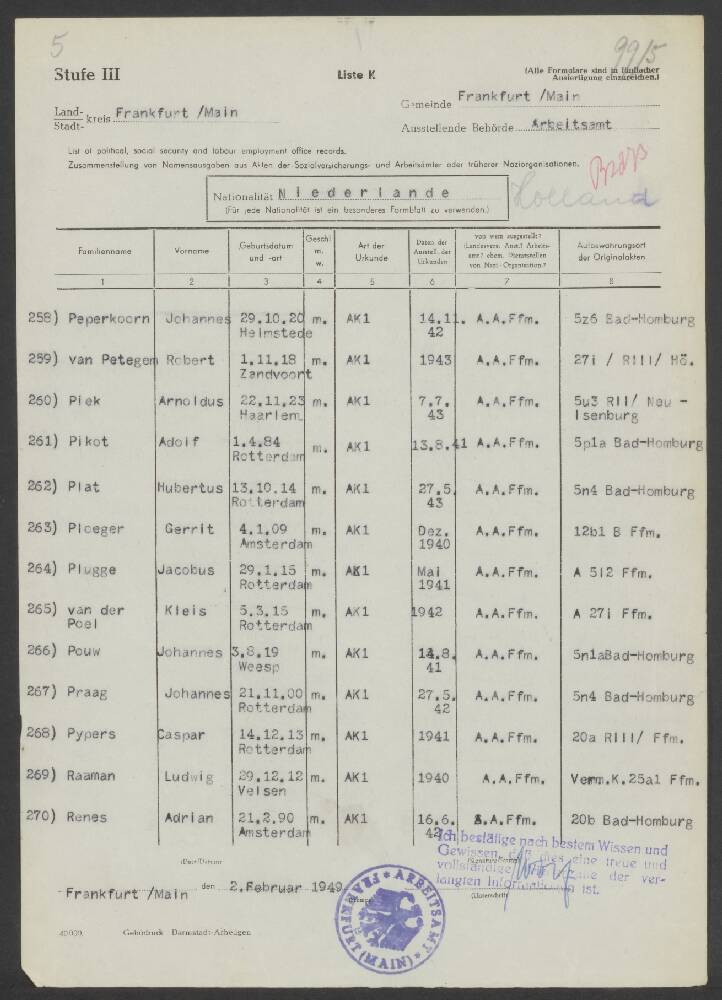 5
99/5
Stufe III
Liste K
(Alle Formulare sind in fünffacher
Ausfertigung einzureichen.)
Land-
Stadt- kreis Frankfurt /Main
Gemeinde Frankfurt /Main
Ausstellende Behörde Arbeitsamt
List of political, social security and labour employment office records.
Zusammenstellung von Namensausgaben aus Akten der Sozialversicherungs- und Arbeitsämter oder früherer Naziorganisationen.
Nationalität Niederlande
(Für jede Nationalität ist ein besonderes Formblatt zu verwenden.)
Holland
Familienname Vorname Geburtsdatum und -ort Geschl. m. w. Art der Urkunde Daten der Ausstell. der Urkunden von wem ausgestellt? (Landesvers. Anst.? Arbeitsamt? ehem. Dienststellen von Nazi-Organisation.? Aufbewahrungsort der Originalakten
1 2 3 4 5 6 7 8
258) Peperkoorn Johannes 29.10.20 m. AK1 14.11. A.A.Ffm. 5z6 Bad-Homburg
Heimstede 42
259) van Petegem Robert 1.11.18 m. AK1 1943 A.A.Ffm. 27i / RIII/ Hö.
Zandvoort
260) Piek Arnoldus 22.11.23 m. AK1 7.7. A.A.Ffm. 5u3 RII/ Neu -
Haarlem 43 Isenburg
261) Pikot Adolf 1.4.84 m. AK1 13.8.41 A.A.Ffm. 5p1a Bad-Homburg
Rotterdam
262) Plat Hubertus 13.10.14 m. AK1 27.5. A.A.Ffm. 5n4 Bad-Homburg
Rotterdam 43
263) Ploeger Gerrit 4.1.09 m. AK1 Dez. A.A.Ffm. 12b1 B Ffm.
Amsterdam 1940
264) Plugge Jacobus 29.1.15 m. AK1 Mai A.A.Ffm. A 512 Ffm.
Rotterdam 1941
265) van der Kleis 5.3.15 m. AK1 1942 A.A.Ffm. A 27i Ffm.
Poel Rotterdam
266) Pouw Johannes 3.8.19 m. AK1 14.8. A.A.Ffm. 5n1aBad-Homburg
Weesp 41
267) Praag Johannes 21.11.00 m. AK1 27.5. A.A.Ffm. 5n4 Bad-Homburg
Rotterdam 42
268) Pypers Caspar 14.12.13 m. AK1 1941 A.A.Ffm. 20a RIII/ Ffm.
Rotterdam
269) Raaman Ludwig 29.12.12 m. AK1 1940 A.A.Ffm. Verm.K.25a1 Ffm.
Velsen
270) Renes Adrian 21.2.90 m. AK1 16.6. A.A.Ffm. 20b Bad-Homburg
Amsterdam 42
Ich bestätige nach bestem Wissen und
Gewissen, daß dies eine treue und
vollständige der ver-
langten Informationen ist.
(Date/Datum)
Frankfurt /Main den 2.Februar 1949
(Unterschrift)
ARBEITSAMT * FRANKFURT (MAIN) *
40 009. Gehödruck Darmstadt-Arheilgen